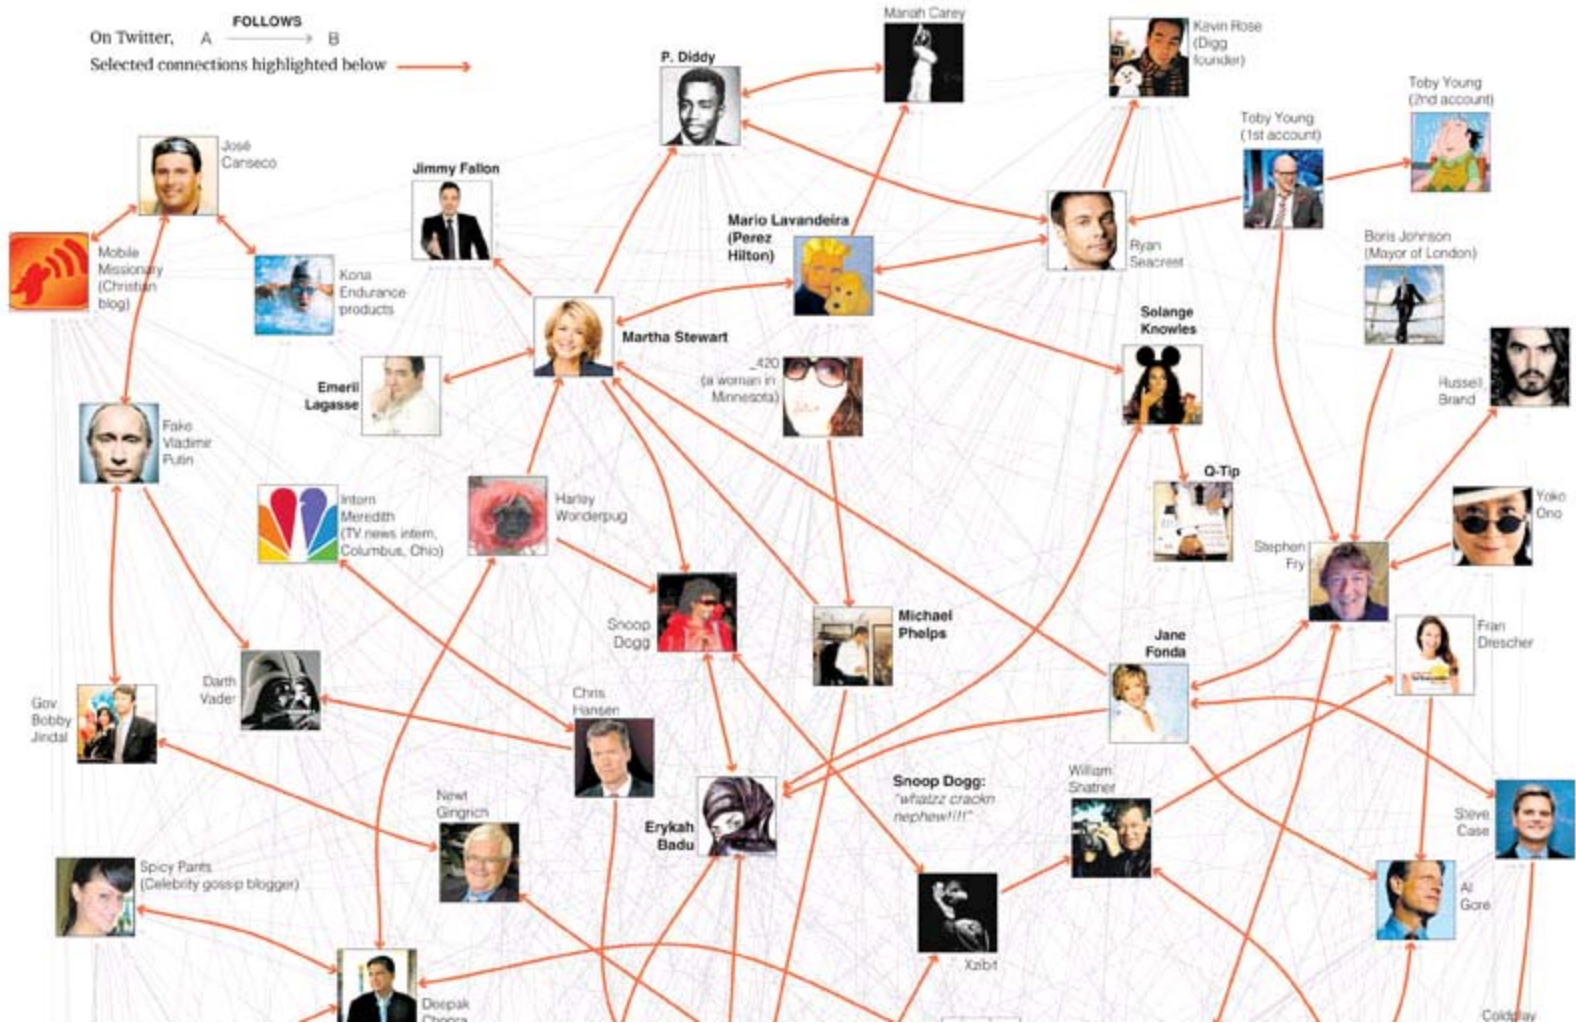 FOLLOWS
On Twitter, A B
Selected connections highlighted below
P. Diddy
Mariah Carey
Kevin Rose
(Digg
founder)
Toby Young
(2nd account)
Toby Young
(1st account)
José
Canseco
Jimmy Fallon
Mobile
Missionary
(Christian
blog)
Kona
Endurance
products
Mario Lavandeira
(Perez
Hilton)
Ryan
Seacrest
Boris Johnson
(Mayor of London)
Martha Stewart
Solange
Knowles
Emeril
Lagasse
_420
(a woman in
Minnesota)
Russell
Brand
Fake
Vladimir
Putin
Intern
Meredith
(TV news intern,
Columbus, Ohio)
Harley
Wonderpug
Q-Tip
Yoko
Ono
Stephen
Fry
Snoop
Dogg
Michael
Phelps
Jane
Fonda
Fran
Drescher
Gov.
Bobby
Jindal
Darth
Vader
Chris
Hansen
Newt
Gingrich
Erykah
Badu
Snoop Dogg:
"whatzz crackn
nephew!!!!"
William
Shatner
Steve
Case
Spicy Pants
(Celebrity gossip blogger)
Al
Gore
Xzibit
Deepak
Chopra
Coldplay